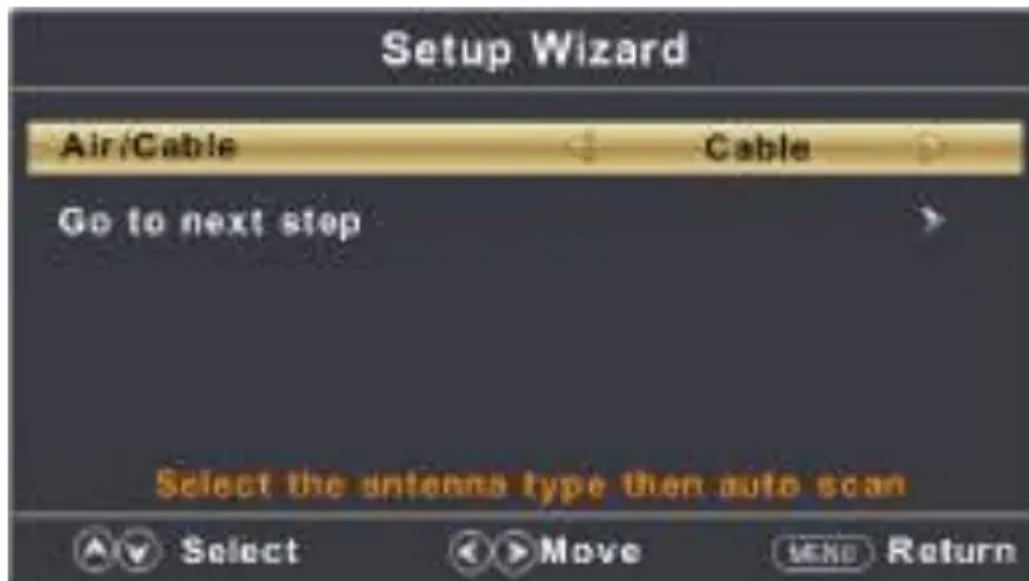 Setup Wizard
Air/Cable Cable
Go to next step
Select the antenna type then auto scan
Select Move MENU Return